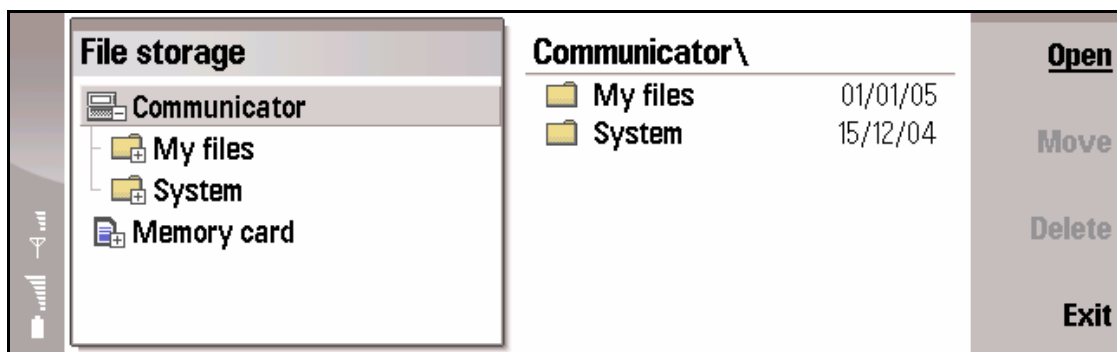 File storage
Communicator
My files
System
Memory card
Communicator\
My files 01/01/05
System 15/12/04
Open
Move
Delete
Exit